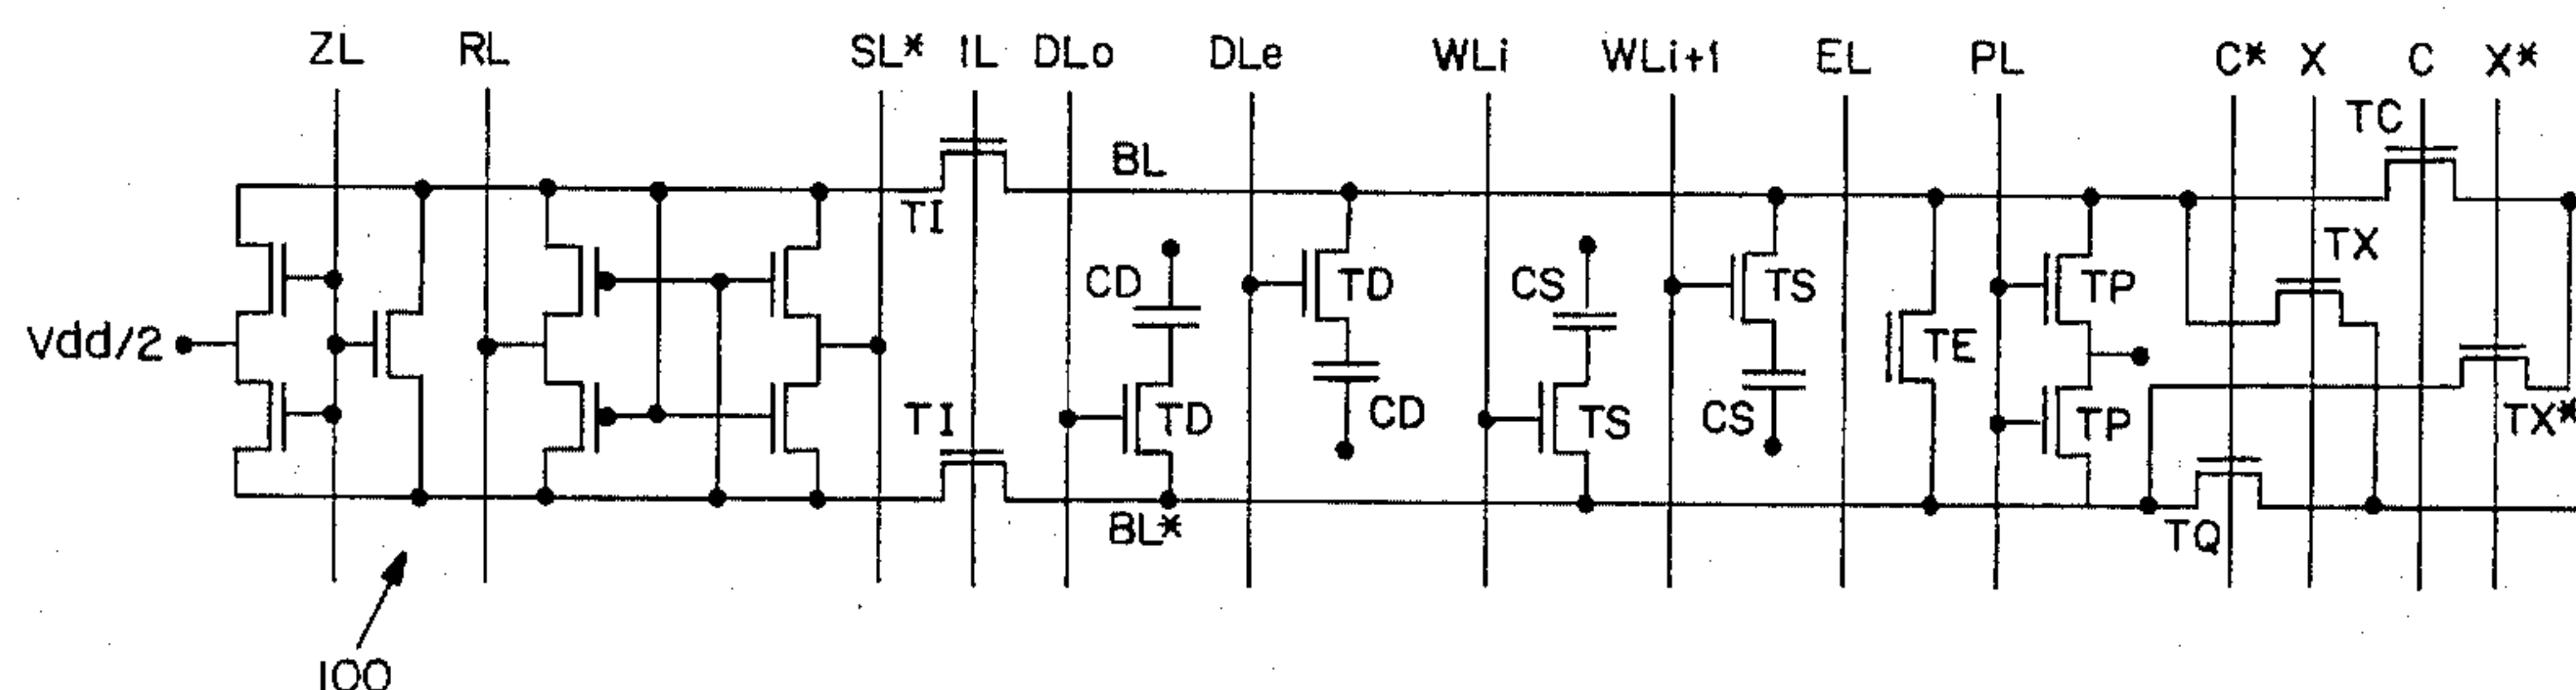 ZL RL SL* IL DLo DLe WLi WLi+1 EL PL C* X C X*
TC
BL
TI
TX
CD TD CS TS TP
Vdd/2
TE
TI TD CD TS CS TP TX*
BL*
TQ
100